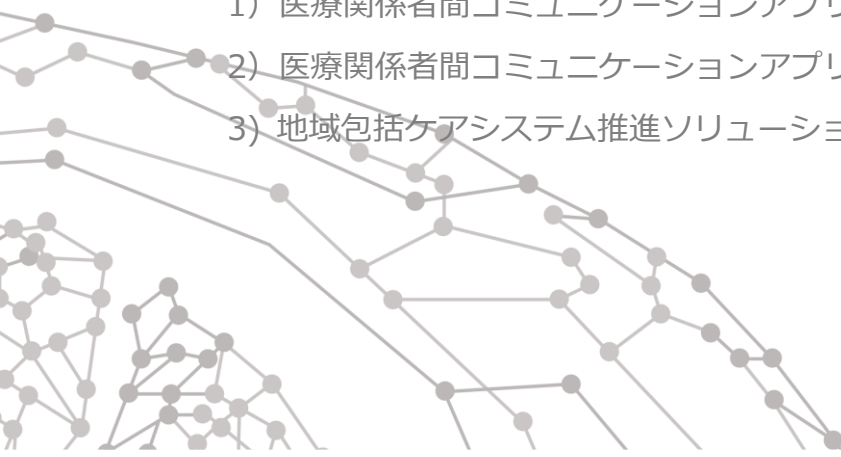 1）医療関係者間コミュニケーションアプリ
2）医療関係者間コミュニケーションアプリ
3) 地域包括ケアシステム推進ソリューショ